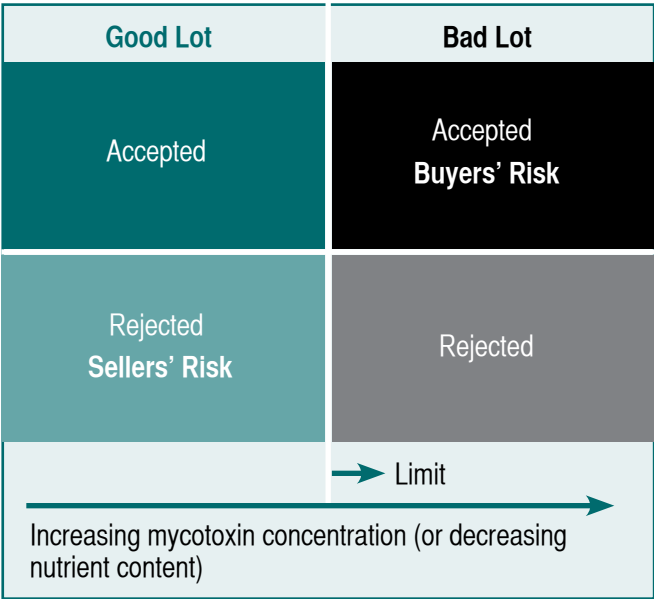 Good Lot
Bad Lot
Accepted
Accepted
Buyers’ Risk
Rejected
Sellers’ Risk
Rejected
Limit
Increasing mycotoxin concentration (or decreasing
nutrient content)